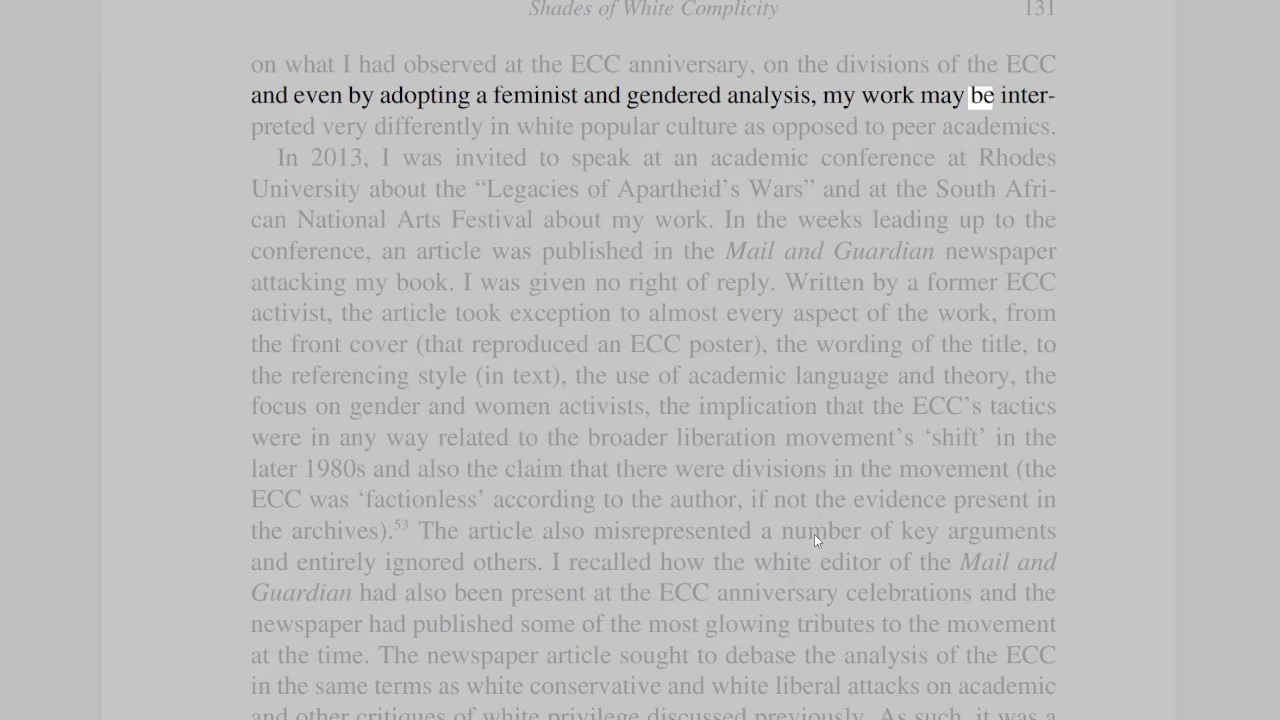 Shades of White Complicity 131
on what I had observed at the ECC anniversary, on the divisions of the ECC
and even by adopting a feminist and gendered analysis, my work may be inter-
preted very differently in white popular culture as opposed to peer academics.
In 2013, I was invited to speak at an academic conference at Rhodes
University about the “Legacies of Apartheid’s Wars” and at the South Afri-
can National Arts Festival about my work. In the weeks leading up to the
conference, an article was published in the Mail and Guardian newspaper
attacking my book. I was given no right of reply. Written by a former ECC
activist, the article took exception to almost every aspect of the work, from
the front cover (that reproduced an ECC poster), the wording of the title, to
the referencing style (in text), the use of academic language and theory, the
focus on gender and women activists, the implication that the ECC’s tactics
were in any way related to the broader liberation movement’s ‘shift’ in the
later 1980s and also the claim that there were divisions in the movement (the
ECC was ‘factionless’ according to the author, if not the evidence present in
the archives).53 The article also misrepresented a number of key arguments
and entirely ignored others. I recalled how the white editor of the Mail and
Guardian had also been present at the ECC anniversary celebrations and the
newspaper had published some of the most glowing tributes to the movement
at the time. The newspaper article sought to debase the analysis of the ECC
in the same terms as white conservative and white liberal attacks on academic
and other critiques of white privilege discussed previously. As such, it was a